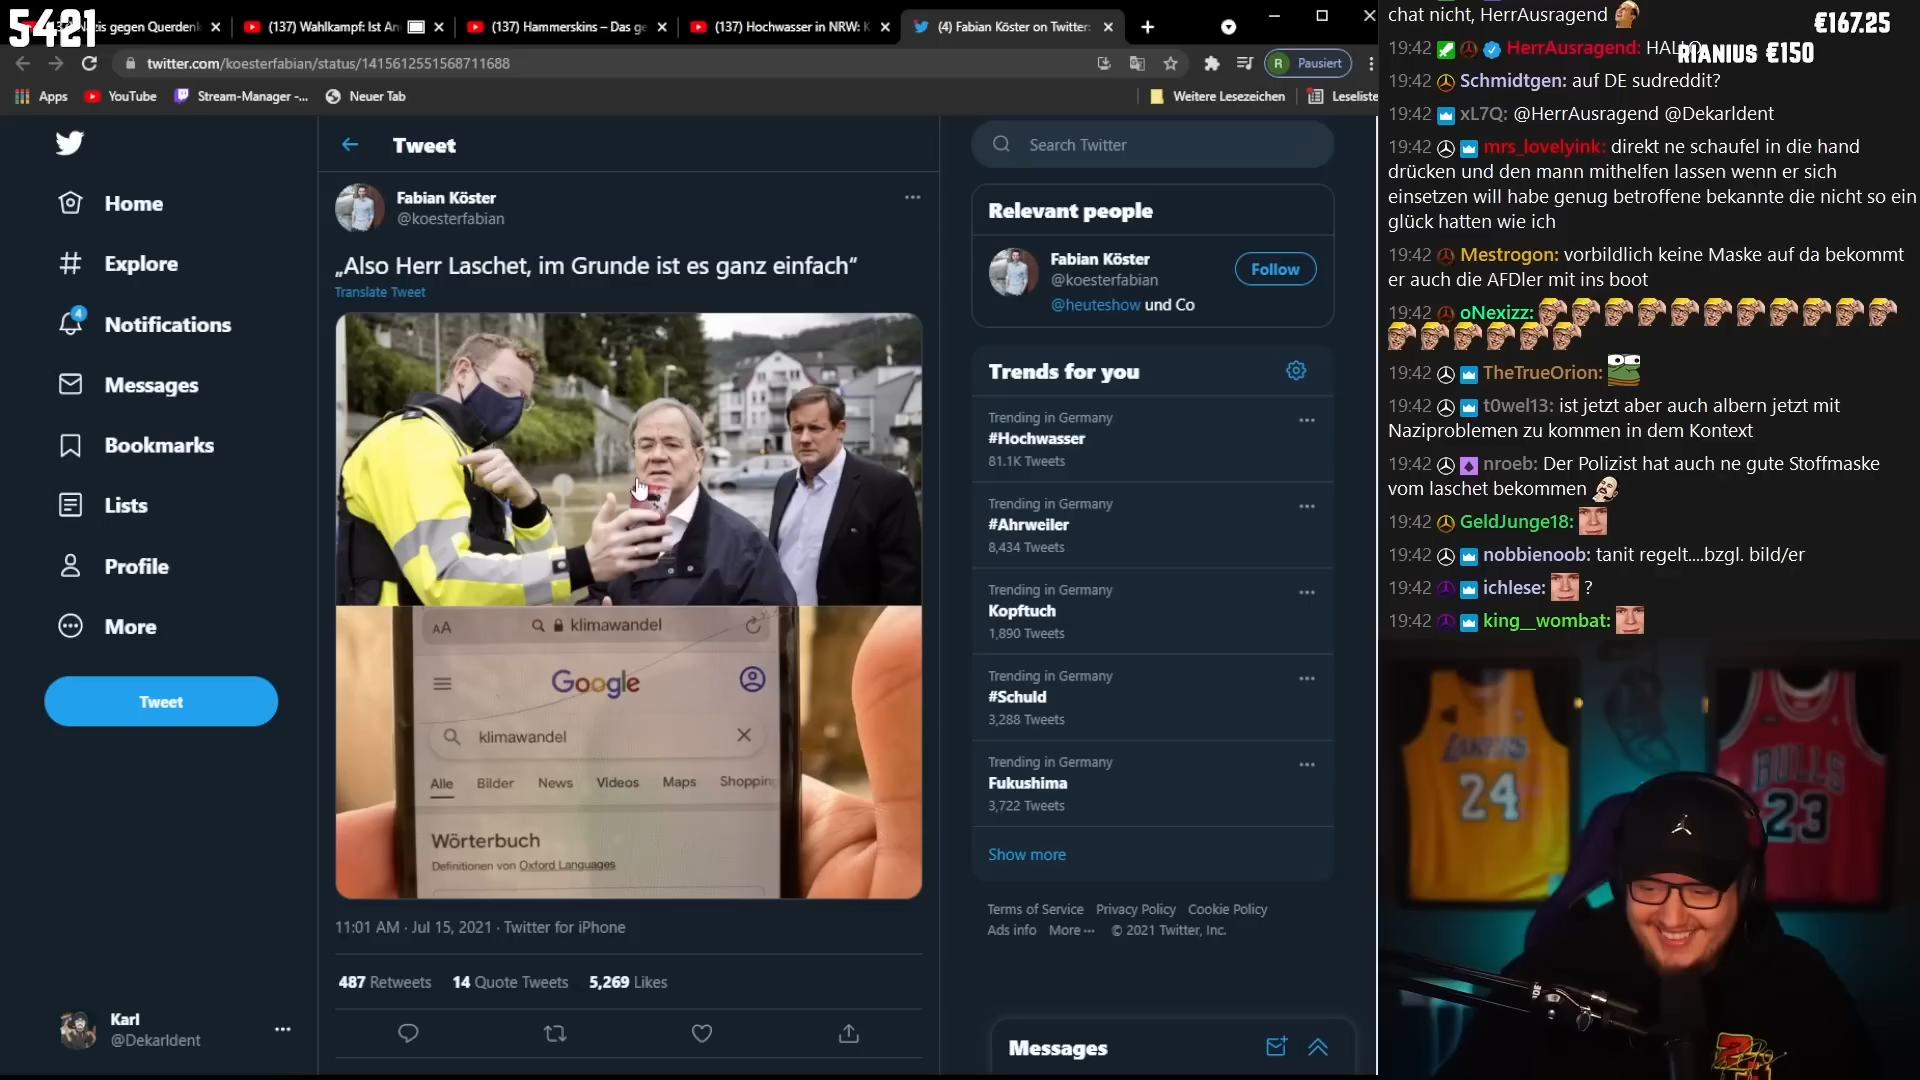 5421
zis gegen Querdenk
(137) Wahlkampf: Ist An
(137) Hammerskins – Das ge
(137) Hochwasser in NRW: K
(4) Fabian Köster on Twitter:
twitter.com/koesterfabian/status/1415612551568711688
R Pausiert
Apps
YouTube
Stream-Manager -...
Neuer Tab
Weitere Lesezeichen
Leseliste
Home
Explore
4
Notifications
Messages
Bookmarks
Lists
Profile
More
Tweet
Karl
@Dekarldent
Tweet
Fabian Köster
@koesterfabian
„Also Herr Laschet, im Grunde ist es ganz einfach“
Translate Tweet
AA
klimawandel
Google
klimawandel
Alle Bilder News Videos Maps Shopping
Wörterbuch
Definitionen von Oxford Languages
11:01 AM · Jul 15, 2021 · Twitter for iPhone
487 Retweets 14 Quote Tweets 5,269 Likes
Search Twitter
Relevant people
Fabian Köster
@koesterfabian
Follow
@heuteshow und Co
Trends for you
Trending in Germany
#Hochwasser
81.1K Tweets
Trending in Germany
#Ahrweiler
8,434 Tweets
Trending in Germany
Kopftuch
1,890 Tweets
Trending in Germany
#Schuld
3,288 Tweets
Trending in Germany
Fukushima
3,722 Tweets
Show more
Terms of Service Privacy Policy Cookie Policy
Ads info More ··· © 2021 Twitter, Inc.
Messages
chat nicht, HerrAusragend
€167.25
19:42 HerrAusragend: HALLO
RIANIUS €150
19:42 Schmidtgen: auf DE sudreddit?
19:42 xL7Q: @HerrAusragend @Dekarldent
19:42 mrs_lovelyink: direkt ne schaufel in die hand
drücken und den mann mithelfen lassen wenn er sich
einsetzen will habe genug betroffene bekannte die nicht so ein
glück hatten wie ich
19:42 Mestrogon: vorbildlich keine Maske auf da bekommt
er auch die AFDler mit ins boot
19:42 oNexizz:
19:42 TheTrueOrion:
19:42 t0wel13: ist jetzt aber auch albern jetzt mit
Naziproblemen zu kommen in dem Kontext
19:42 nroeb: Der Polizist hat auch ne gute Stoffmaske
vom laschet bekommen
19:42 GeldJunge18:
19:42 nobbienoob: tanit regelt....bzgl. bild/er
19:42 ichlese: ?
19:42 king__wombat:
LAKERS
24
BULLS
23